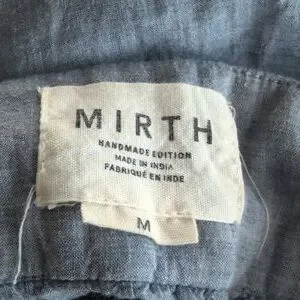 MIRTH
HANDMADE EDITION
MADE IN INDIA
FABRIQUÉ EN INDE
M